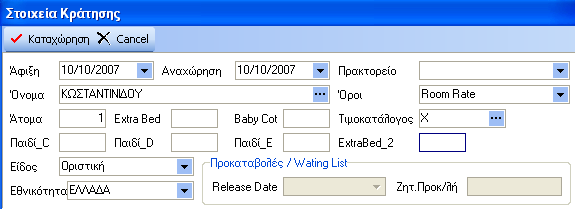 Στοιχεία Κράτησης
Καταχώρηση Cancel
Άφιξη 10/10/2007 Αναχώρηση 10/10/2007 Πρακτορείο
Όνομα ΚΩΣΤΑΝΤΙΝΙΔΟΥ ... Όροι Room Rate
Άτομα 1 Extra Bed Baby Cot Τιμοκατάλογος X ...
Παιδί_C Παιδί_D Παιδί_E ExtraBed_2
Είδος Οριστική Προκαταβολές / Wating List
Εθνικότητα ΕΛΛΑΔΑ Release Date Ζητ.Προκ/λή